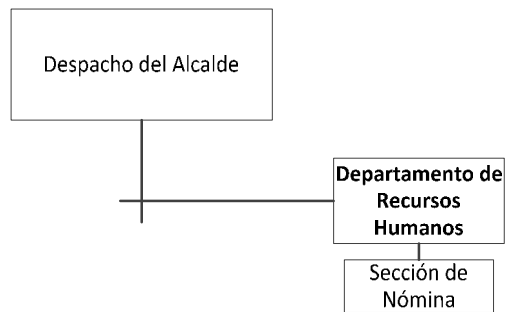 Despacho del Alcalde
Departamento de
Recursos
Humanos
Sección de
Nómina